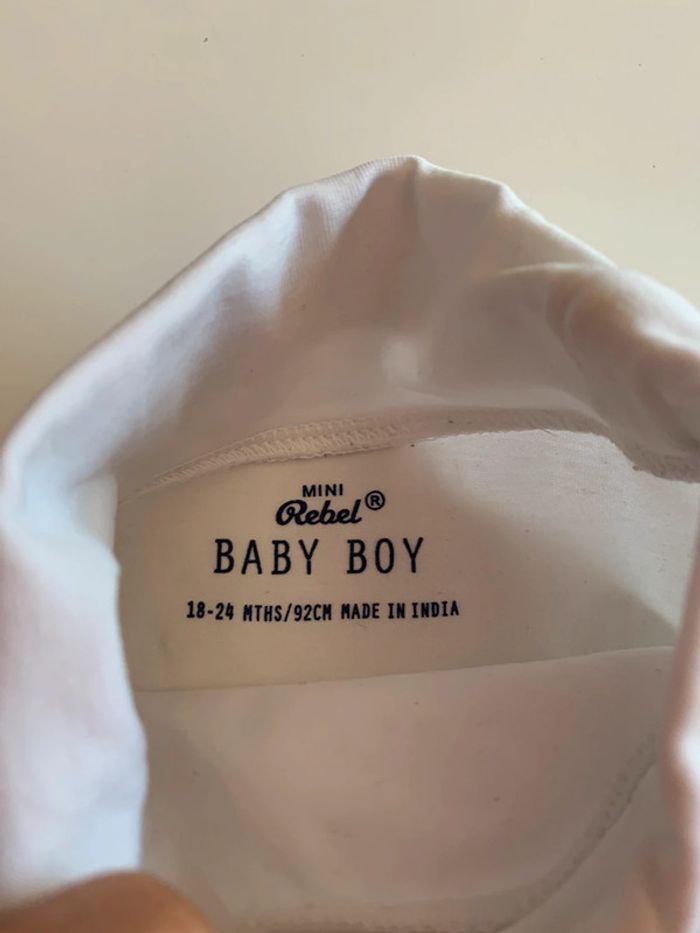 MINI
Rebel®
BABY BOY
18-24 MTHS/92CM MADE IN INDIA